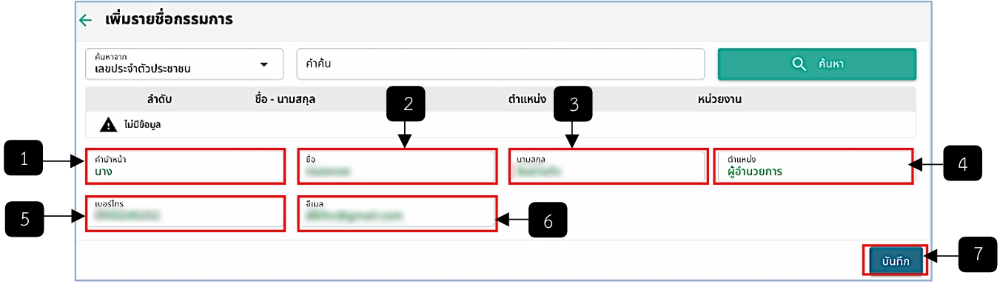 เพิ่มรายชื่อกรรมการ
ค้นหาจาก
เลขประจำตัวประชาชน
คำค้น
ค้นหา
ลำดับ ชื่อ - นามสกุล ตำแหน่ง หน่วยงาน
2
3
ไม่มีข้อมูล
1
คำนำหน้า
นาง
ชื่อ
นามสกุล
ตำแหน่ง
ผู้อำนวยการ
4
5
เบอร์โทร
อีเมล
6
บันทึก
7